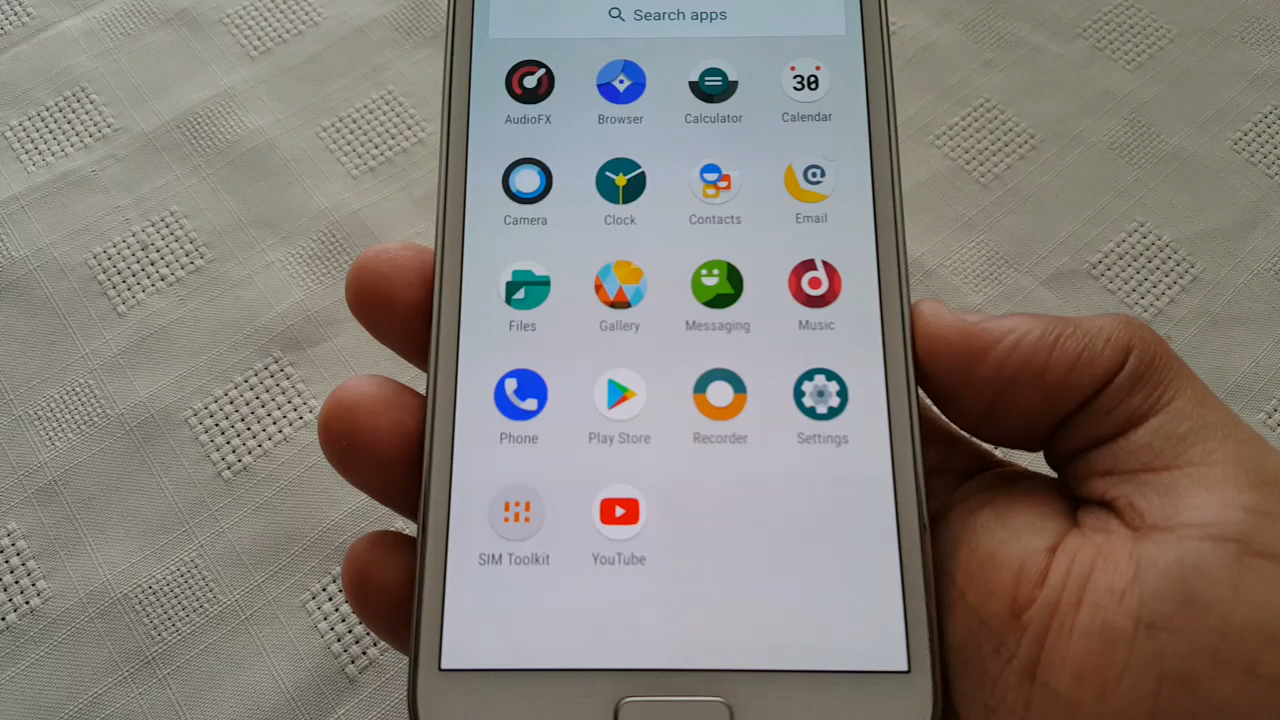 Search apps
AudioFX
Browser
Calculator
30
Calendar
Camera
Clock
Contacts
@
Email
Files
Gallery
Messaging
Music
Phone
Play Store
Recorder
Settings
SIM Toolkit
YouTube